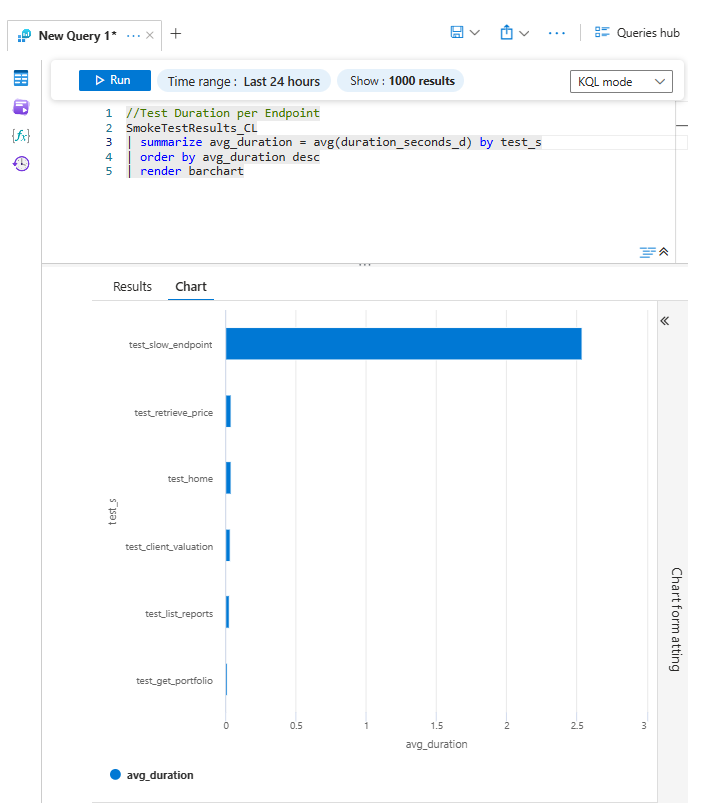 New Query 1* ··· × +
··· Queries hub
Run Time range : Last 24 hours Show : 1000 results KQL mode
{fx}
1 //Test Duration per Endpoint
2 SmokeTestResults_CL
3 | summarize avg_duration = avg(duration_seconds_d) by test_s
4 | order by avg_duration desc
5 | render barchart
···
Results Chart
test_slow_endpoint
test_retrieve_price
test_home
test_s
test_client_valuation
test_list_reports
test_get_portfolio
0 0.5 1 1.5 2 2.5 3
avg_duration
avg_duration
Chart formatting